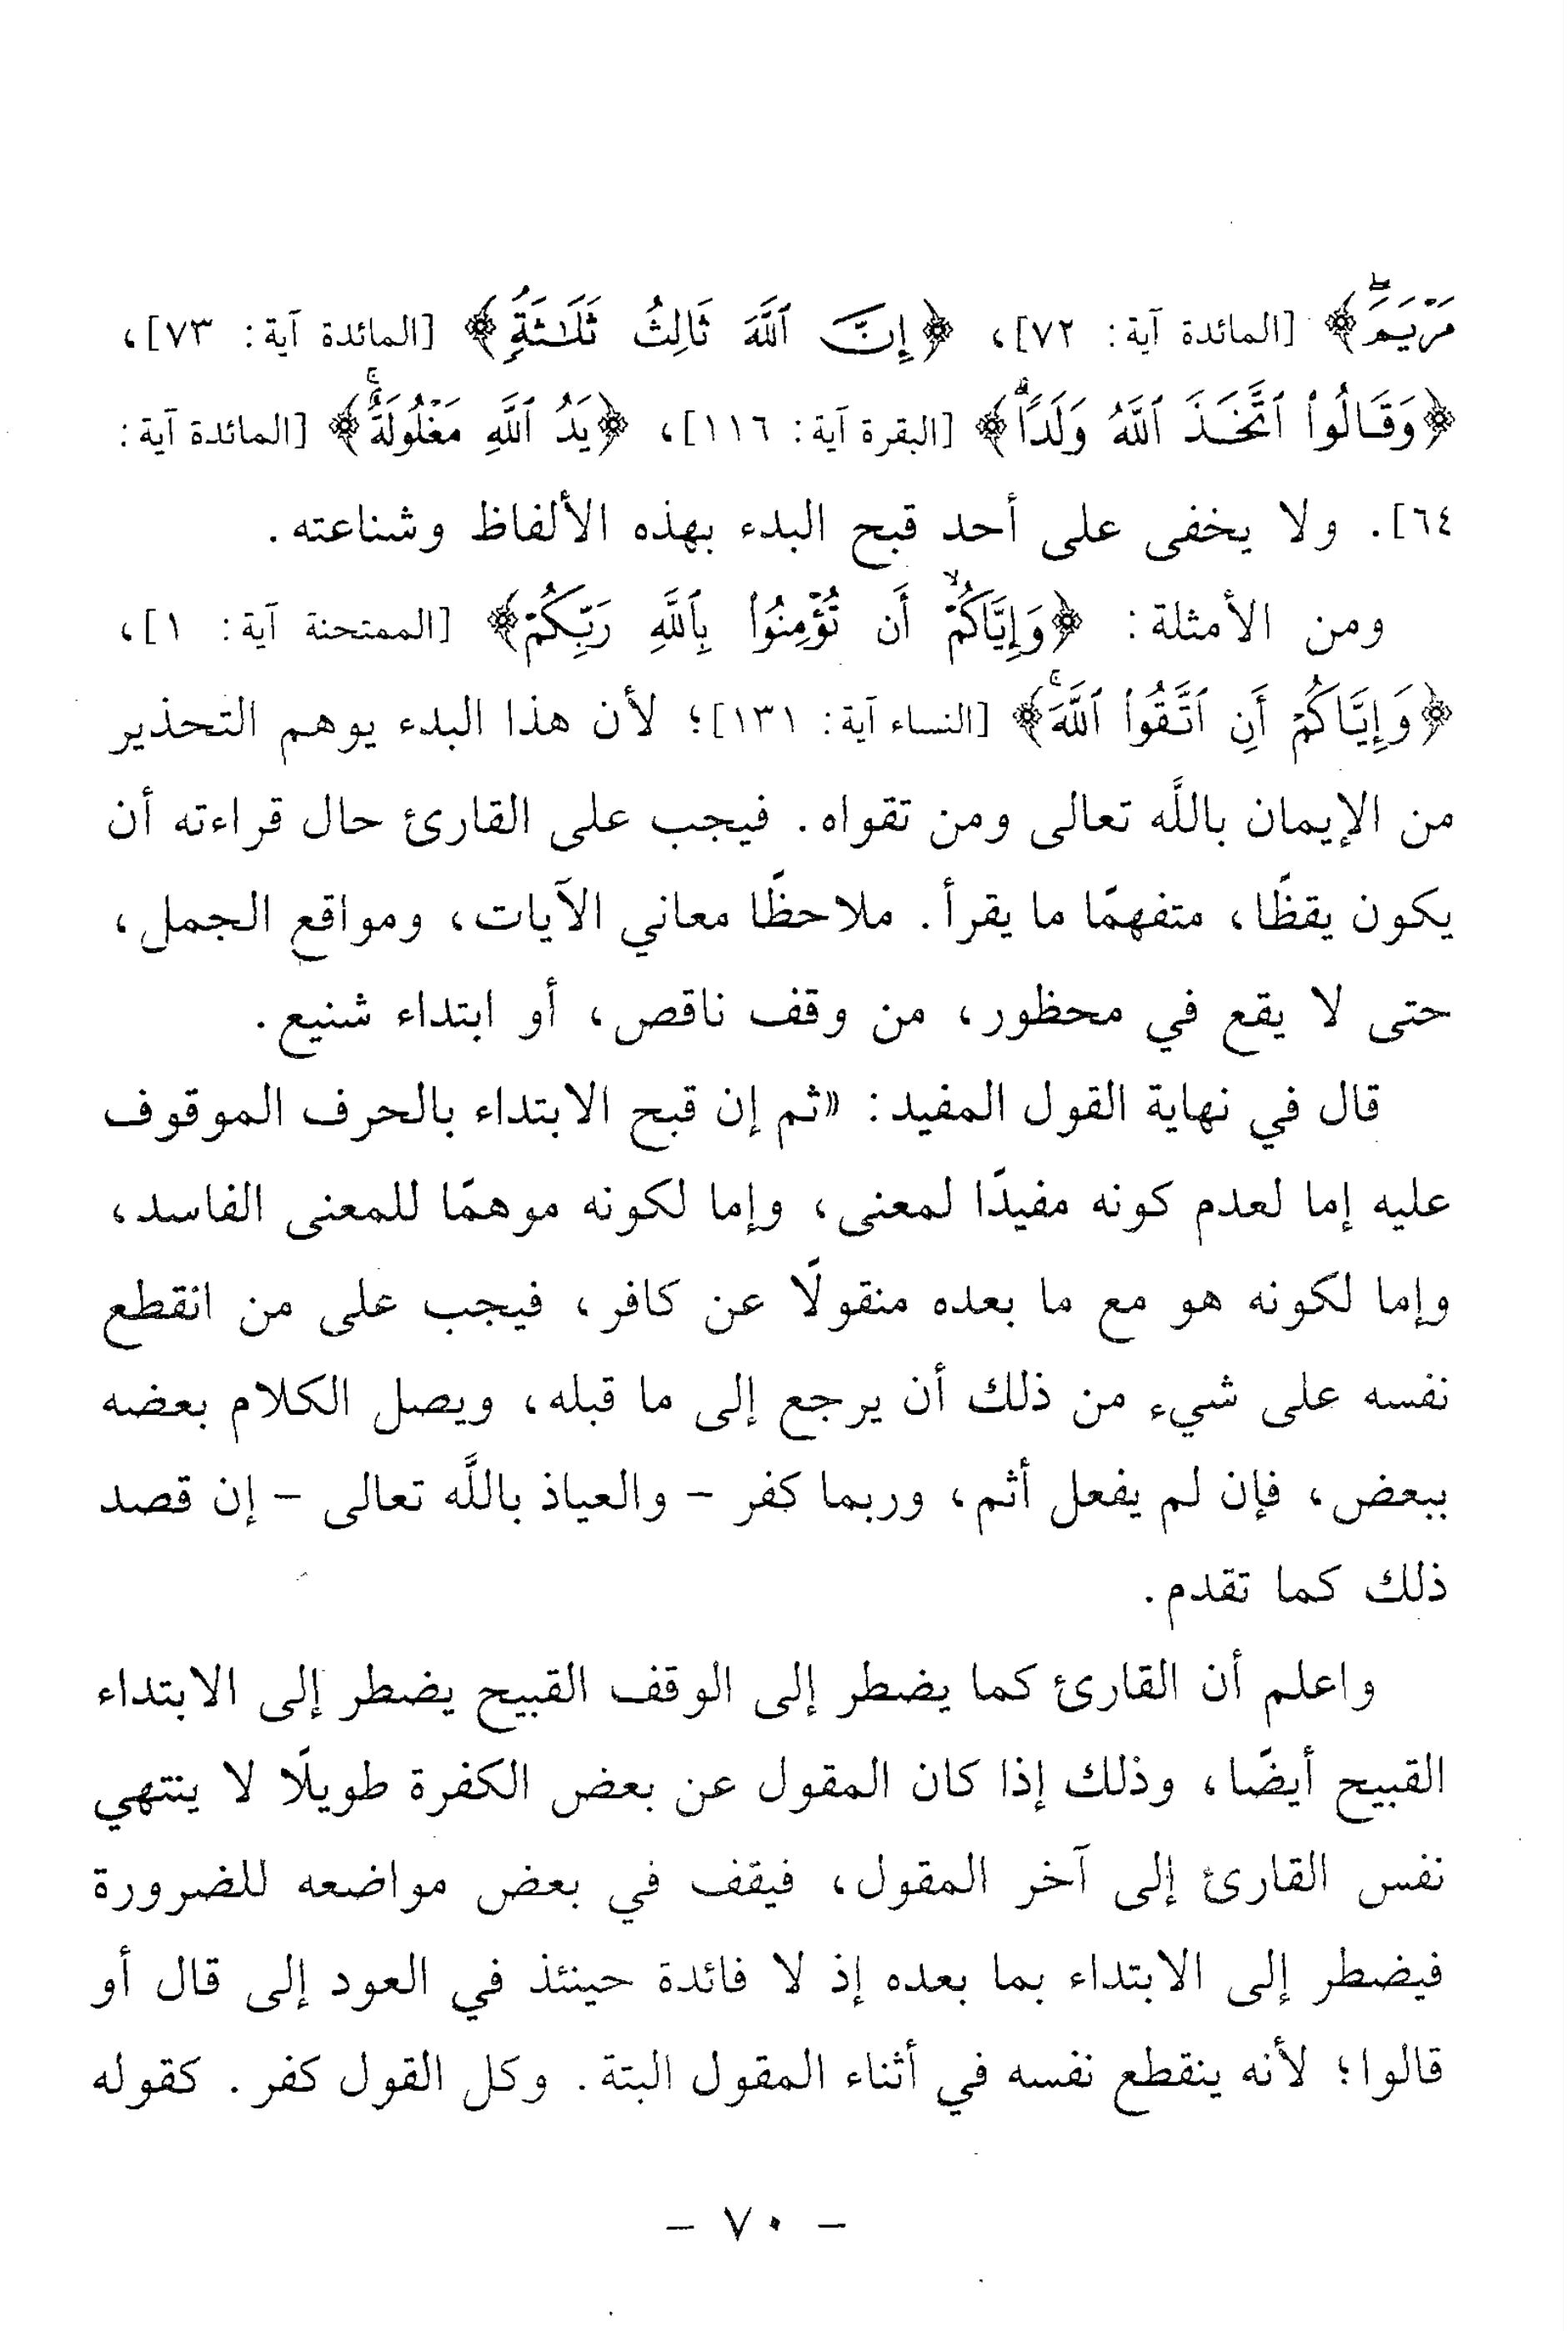 مَرْيَمَۖ﴾ [المائدة آية: ٧٢]، ﴿إِنَّ ٱللَّهَ ثَالِثُ ثَلَٰثَةٍۘ﴾ [المائدة آية: ٧٣]،
﴿وَقَالُوا۟ ٱتَّخَذَ ٱللَّهُ وَلَدًاۗ﴾ [البقرة آية: ١١٦]، ﴿يَدُ ٱللَّهِ مَغْلُولَةٌۚ﴾ [المائدة آية:
٦٤]. ولا يخفى على أحد قبح البدء بهذه الألفاظ وشناعته.
ومن الأمثلة: ﴿وَإِيَّاكُمْۙ أَن تُؤْمِنُوا۟ بِٱللَّهِ رَبِّكُمْ﴾ [الممتحنة آية: ١]،
﴿وَإِيَّاكُمْ أَنِ ٱتَّقُوا۟ ٱللَّهَۚ﴾ [النساء آية: ١٣١]؛ لأن هذا البدء يوهم التحذير
من الإيمان باللَّه تعالى ومن تقواه. فيجب على القارئ حال قراءته أن
يكون يقظًا، متفهمًا ما يقرأ. ملاحظًا معاني الآيات، ومواقع الجمل،
حتى لا يقع في محظور، من وقف ناقص، أو ابتداء شنيع.
قال في نهاية القول المفيد: «ثم إن قبح الابتداء بالحرف الموقوف
عليه إما لعدم كونه مفيدًا لمعنى، وإما لكونه موهمًا للمعنى الفاسد،
وإما لكونه هو مع ما بعده منقولًا عن كافر، فيجب على من انقطع
نفسه على شيء من ذلك أن يرجع إلى ما قبله، ويصل الكلام بعضه
ببعض، فإن لم يفعل أثم، وربما كفر - والعياذ باللَّه تعالى - إن قصد
ذلك كما تقدم.
واعلم أن القارئ كما يضطر إلى الوقف القبيح يضطر إلى الابتداء
القبيح أيضًا، وذلك إذا كان المقول عن بعض الكفرة طويلًا لا ينتهي
نفس القارئ إلى آخر المقول، فيقف في بعض مواضعه للضرورة
فيضطر إلى الابتداء بما بعده إذ لا فائدة حينئذ في العود إلى قال أو
قالوا؛ لأنه ينقطع نفسه في أثناء المقول البتة. وكل القول كفر. كقوله
- ٧٠ -